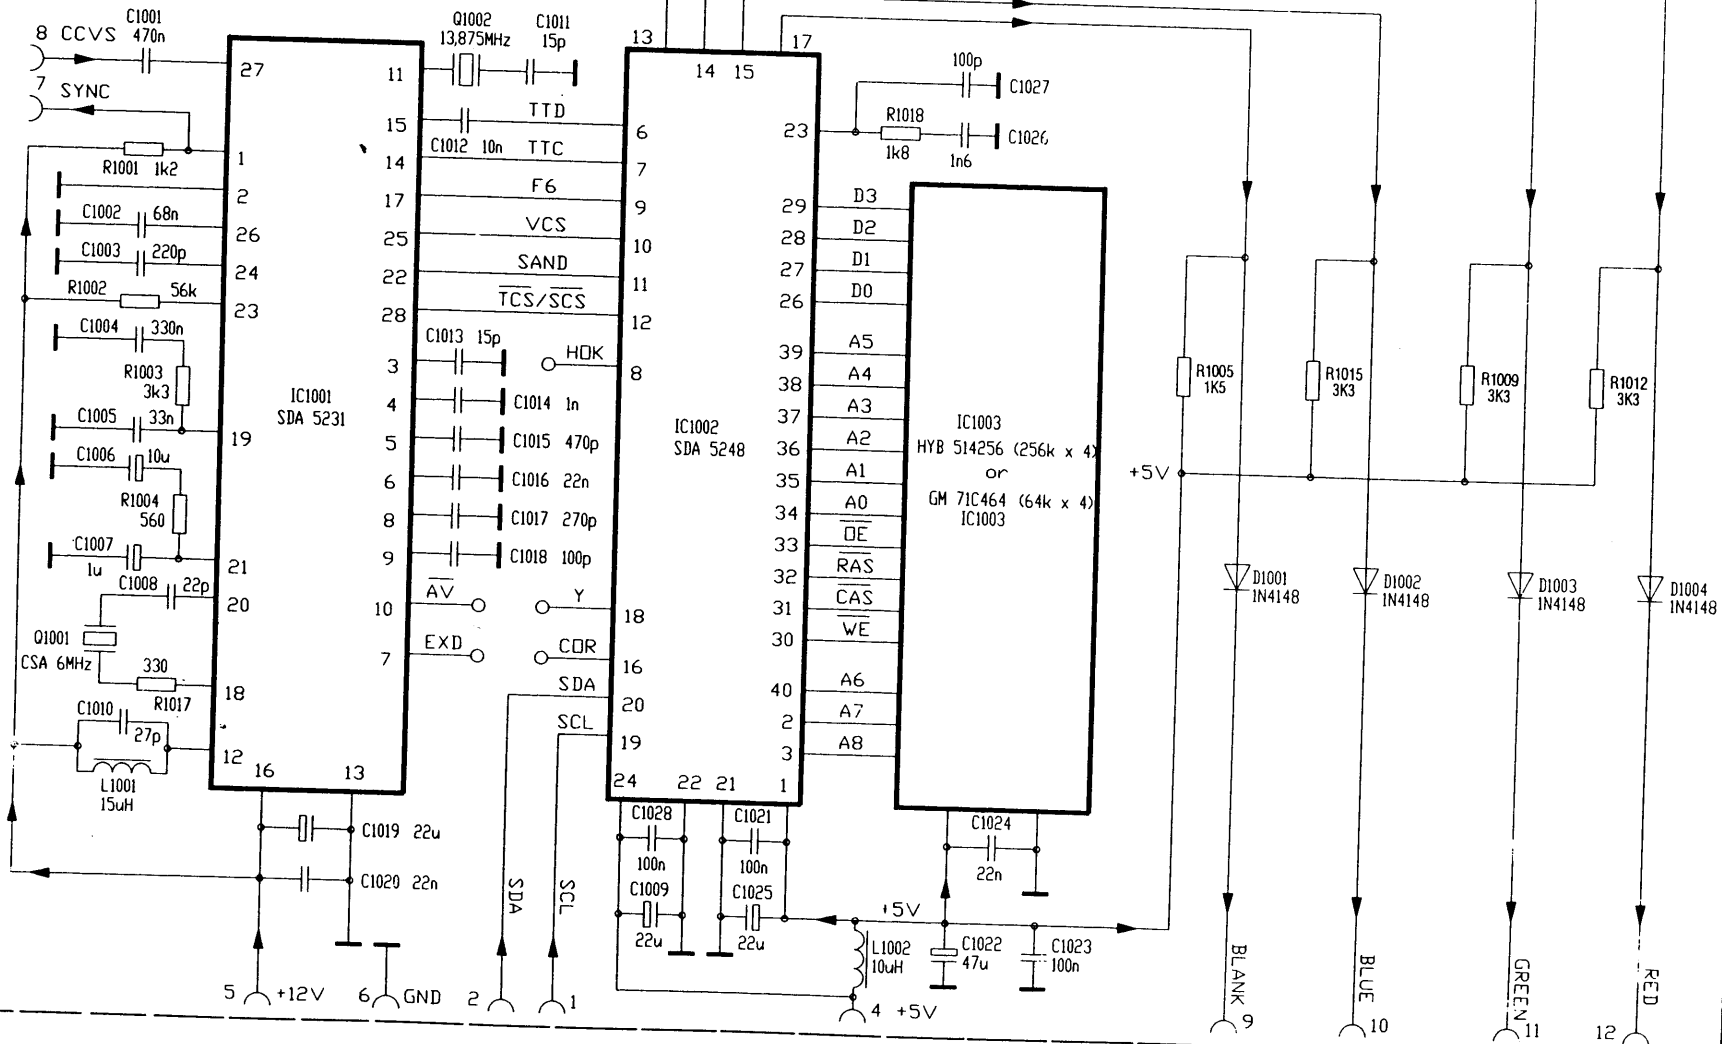 8 CCVS
C1001
470n
7
SYNC
R1001 1k2
C1002 68n
C1003 220p
R1002 56k
C1004 330n
R1003
3k3
C1005 33n
C1006 10u
R1004
560
C1007
1u
C1008 22p
Q1001
CSA 6MHz
330
R1017
C1010
27p
L1001
15uH
27
1
2
26
24
23
19
21
20
18
12
16
13
IC1001
SDA 5231
11
15
14
17
25
22
28
3
4
5
6
8
9
10
7
Q1002
13,875MHz
C1011
15p
C1012 10n
TTD
TTC
F6
VCS
SAND
TCS/SCS
C1013 15p
C1014 1n
C1015 470p
C1016 22n
C1017 270p
C1018 100p
AV
EXD
HOK
Y
COR
SDA
SCL
C1019 22u
C1020 22n
5 +12V
6 GND
SDA
2
SCL
1
13
14
15
17
6
7
9
10
11
12
8
18
16
20
19
24
22
21
1
IC1002
SDA 5248
23
29
28
27
26
39
38
37
36
35
34
33
32
31
30
40
2
3
100p
C1027
R1018
1k8
1n6
C1026
D3
D2
D1
D0
A5
A4
A3
A2
A1
A0
OE
RAS
CAS
WE
A6
A7
A8
IC1003
HYB 514256 (256k x 4)
or
GM 71C464 (64k x 4)
IC1003
C1028
100n
C1009
22u
C1021
100n
C1025
22u
C1024
22n
+5V
L1002
10uH
C1022
47u
C1023
100n
4 +5V
+5V
R1005
1K5
R1015
3K3
R1009
3K3
R1012
3K3
D1001
1N4148
D1002
1N4148
D1003
1N4148
D1004
1N4148
BLANK
9
BLUE
10
GREEN
11
RED
12